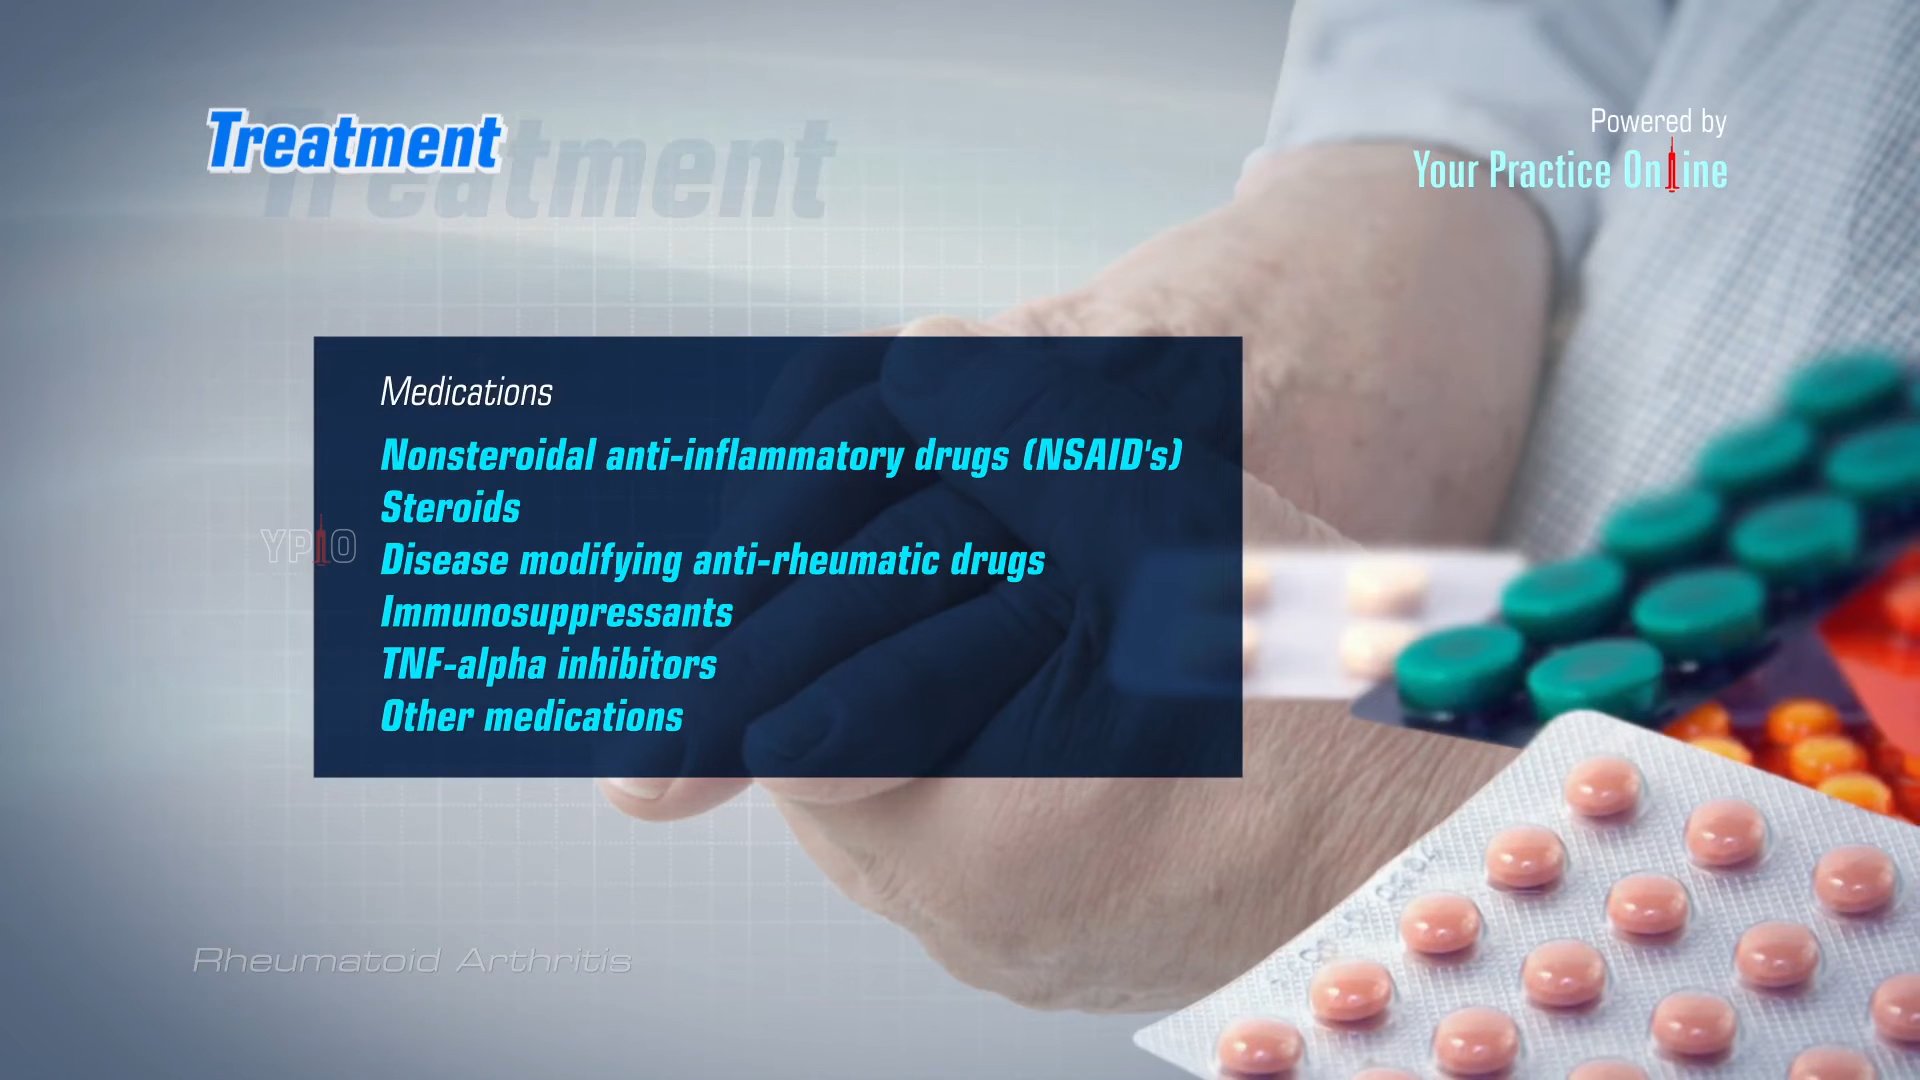 Treatment
Treatment
Powered by
Your Practice Online
Medications
Nonsteroidal anti-inflammatory drugs (NSAID's)
Steroids
YPO
Disease modifying anti-rheumatic drugs
Immunosuppressants
TNF-alpha inhibitors
Other medications
Rheumatoid Arthritis